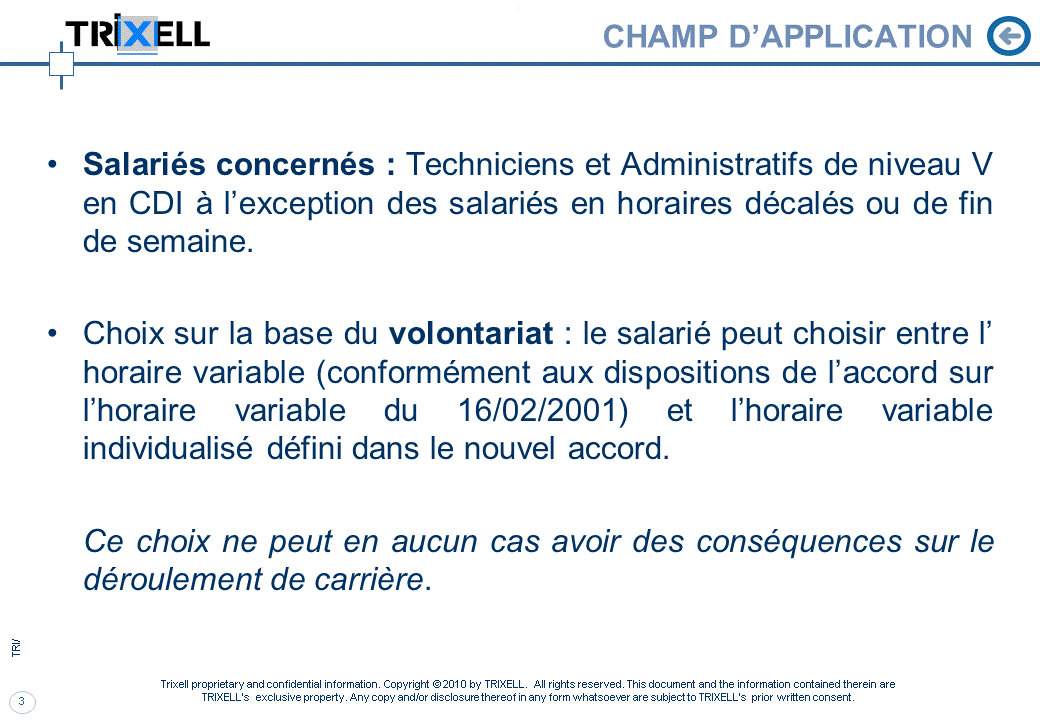 TRiXELL
CHAMP D’APPLICATION
• Salariés concernés : Techniciens et Administratifs de niveau V
en CDI à l’exception des salariés en horaires décalés ou de fin
de semaine.
• Choix sur la base du volontariat : le salarié peut choisir entre l’
horaire variable (conformément aux dispositions de l’accord sur
l’horaire variable du 16/02/2001) et l’horaire variable
individualisé défini dans le nouvel accord.
Ce choix ne peut en aucun cas avoir des conséquences sur le
déroulement de carrière.
TRI/
Trixell proprietary and confidential information. Copyright © 2010 by TRIXELL. All rights reserved. This document and the information contained therein are
TRIXELL's exclusive property. Any copy and/or disclosure thereof in any form whatsoever are subject to TRIXELL's prior written consent.
3